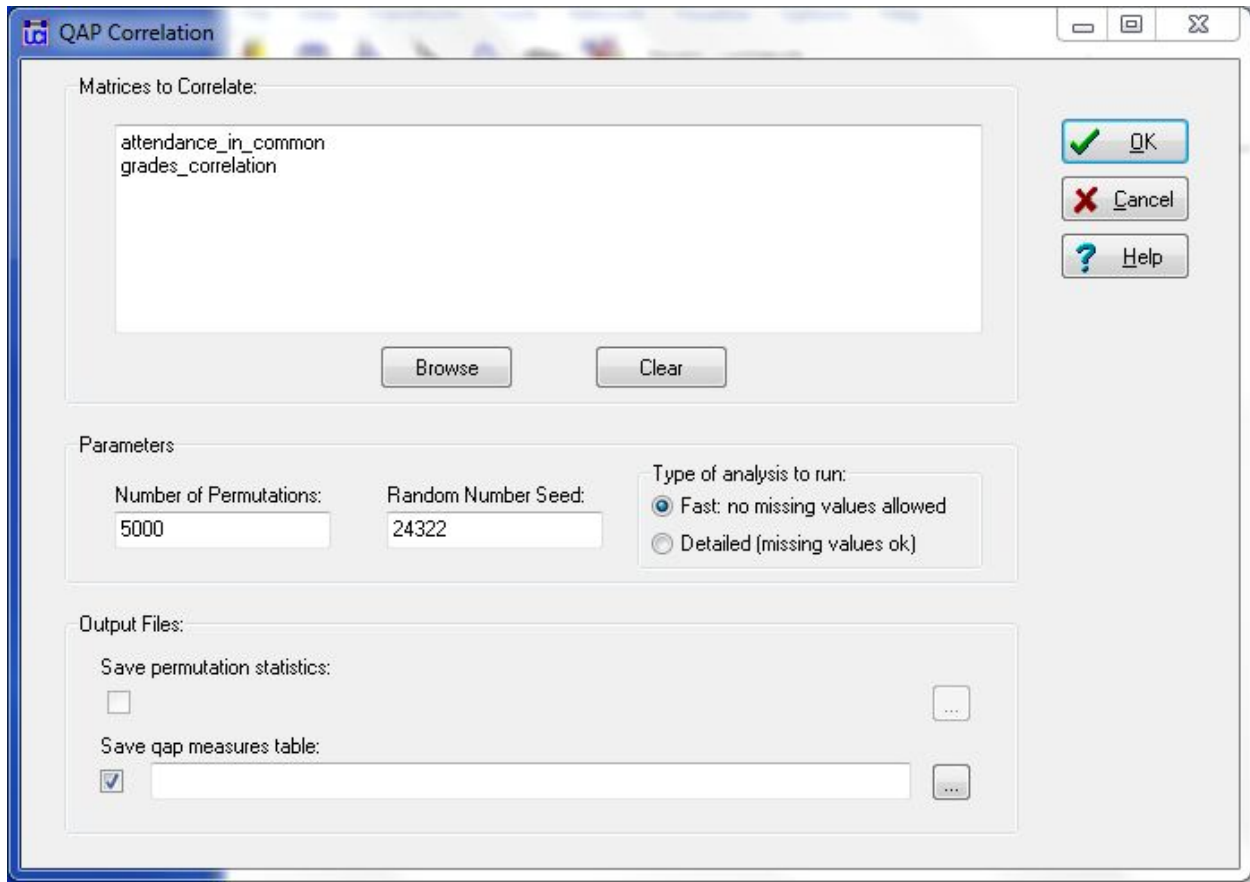 QAP Correlation
Matrices to Correlate:
attendance_in_common
grades_correlation
OK
Cancel
Help
Browse
Clear
Parameters
Number of Permutations:
5000
Random Number Seed:
24322
Type of analysis to run:
Fast: no missing values allowed
Detailed (missing values ok)
Output Files:
Save permutation statistics:
...
Save qap measures table:
...